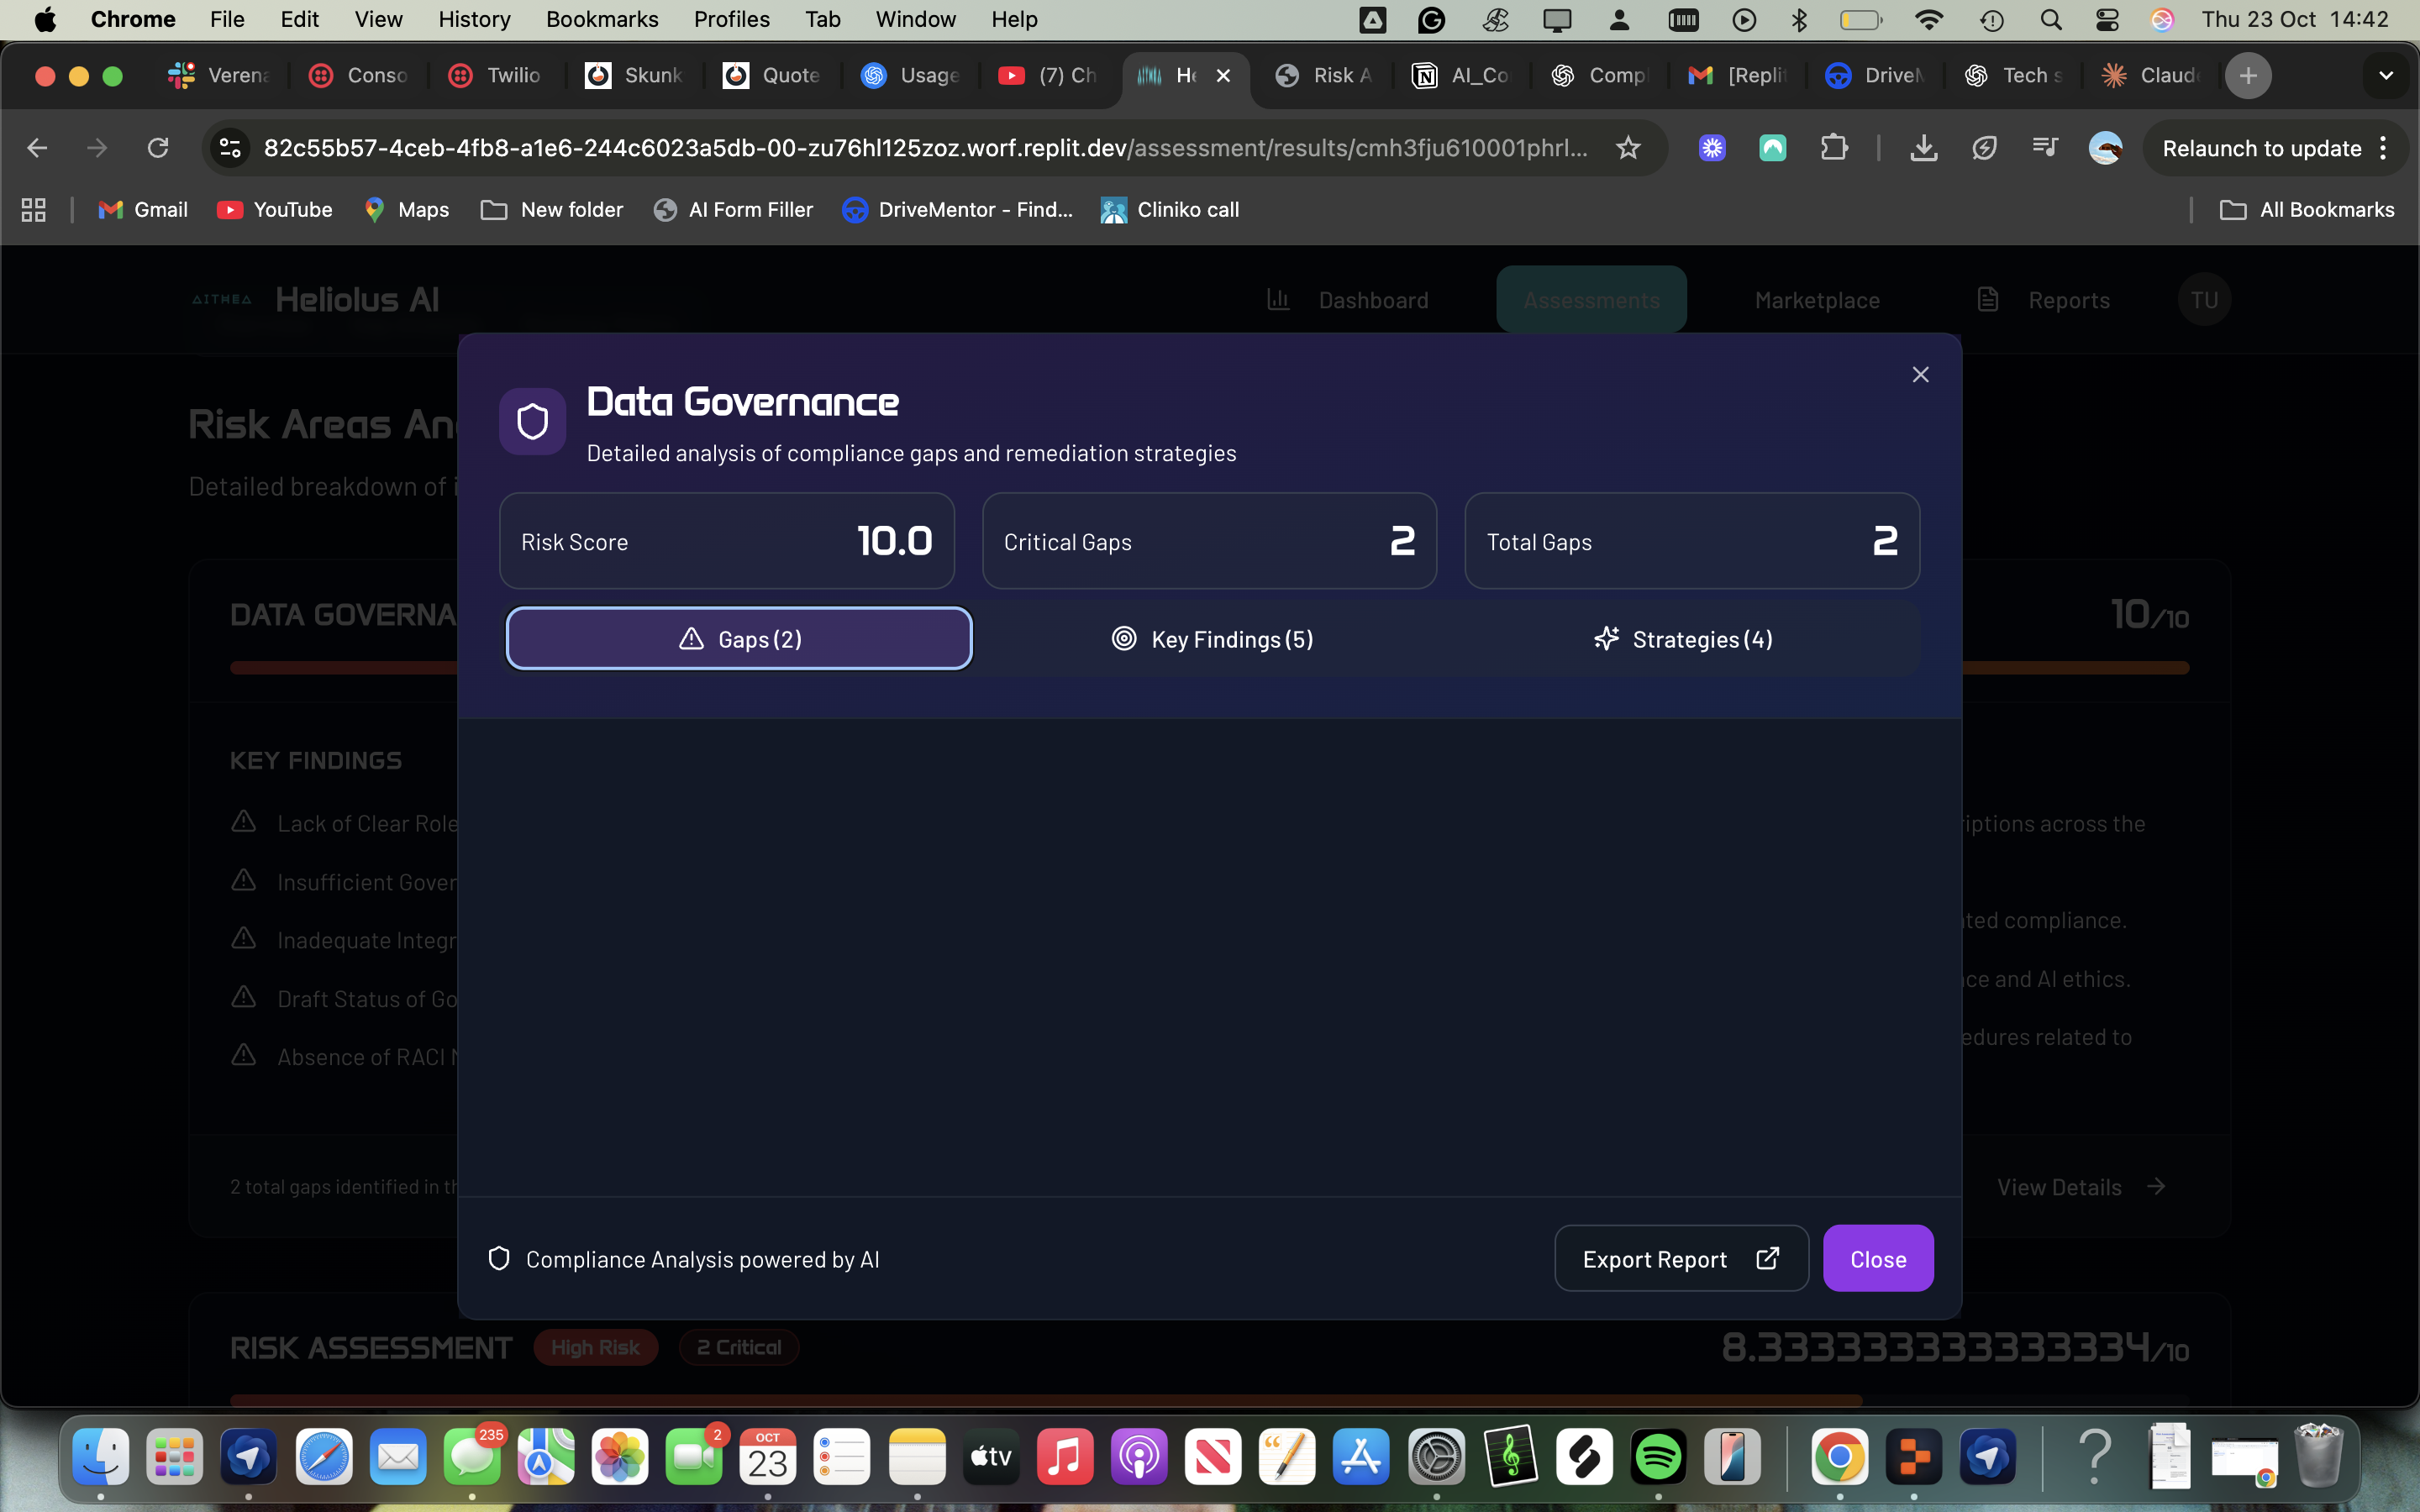 Chrome File Edit View History Bookmarks Profiles Tab Window Help Thu 23 Oct 14:42
Verena Conso Twilio Skunk Quote Usage (7) Ch He Risk A AI_Co Compl [Replit DriveM Tech s Claude
82c55b57-4ceb-4fb8-a1e6-244c6023a5db-00-zu76hl125zoz.worf.replit.dev/assessment/results/cmh3fju610001phrl... Relaunch to update
Gmail YouTube Maps New folder AI Form Filler DriveMentor - Find... Cliniko call All Bookmarks
AITHEA Heliolus AI Dashboard Assessments Marketplace Reports TU
Data Governance
Detailed analysis of compliance gaps and remediation strategies
Risk Score 10.0 Critical Gaps 2 Total Gaps 2
Gaps (2) Key Findings (5) Strategies (4)
Compliance Analysis powered by AI Export Report Close
Risk Areas An
Detailed breakdown of i
DATA GOVERNA 10/10
KEY FINDINGS
Lack of Clear Role riptions across the
Insufficient Gover
ted compliance.
Inadequate Integr
ce and AI ethics.
Draft Status of Go
edures related to
Absence of RACI
2 total gaps identified in th View Details
RISK ASSESSMENT High Risk 2 Critical 8.333333333333334/10
235 2 OCT 23 tv